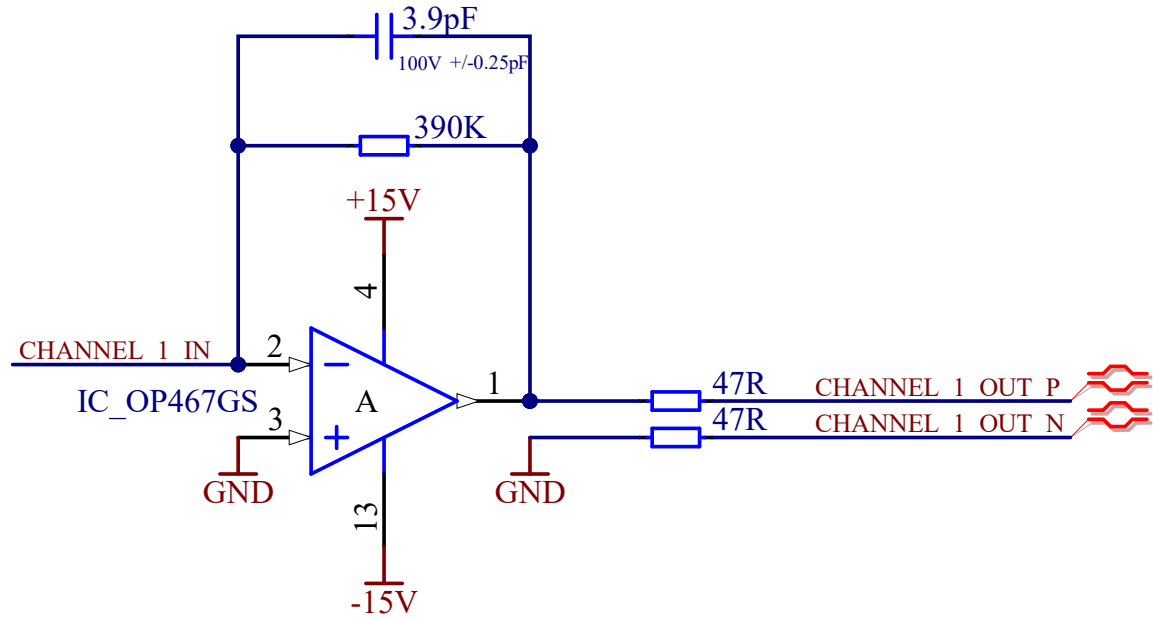 3.9pF
100V +/-0.25pF
390K
+15V
4
CHANNEL 1 IN
2
IC_OP467GS
3
A
1
GND
13
-15V
47R
CHANNEL 1 OUT P
47R
CHANNEL 1 OUT N
GND